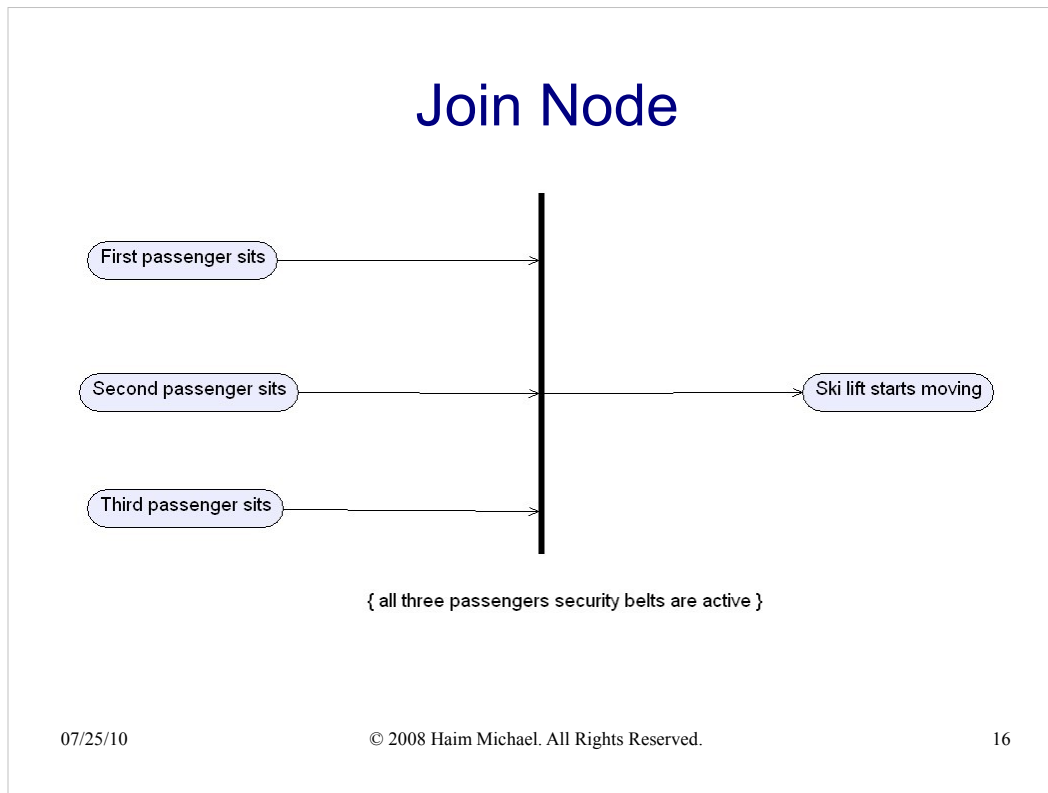 Join Node
First passenger sits
Second passenger sits
Ski lift starts moving
Third passenger sits
{ all three passengers security belts are active }
07/25/10
© 2008 Haim Michael. All Rights Reserved.
16